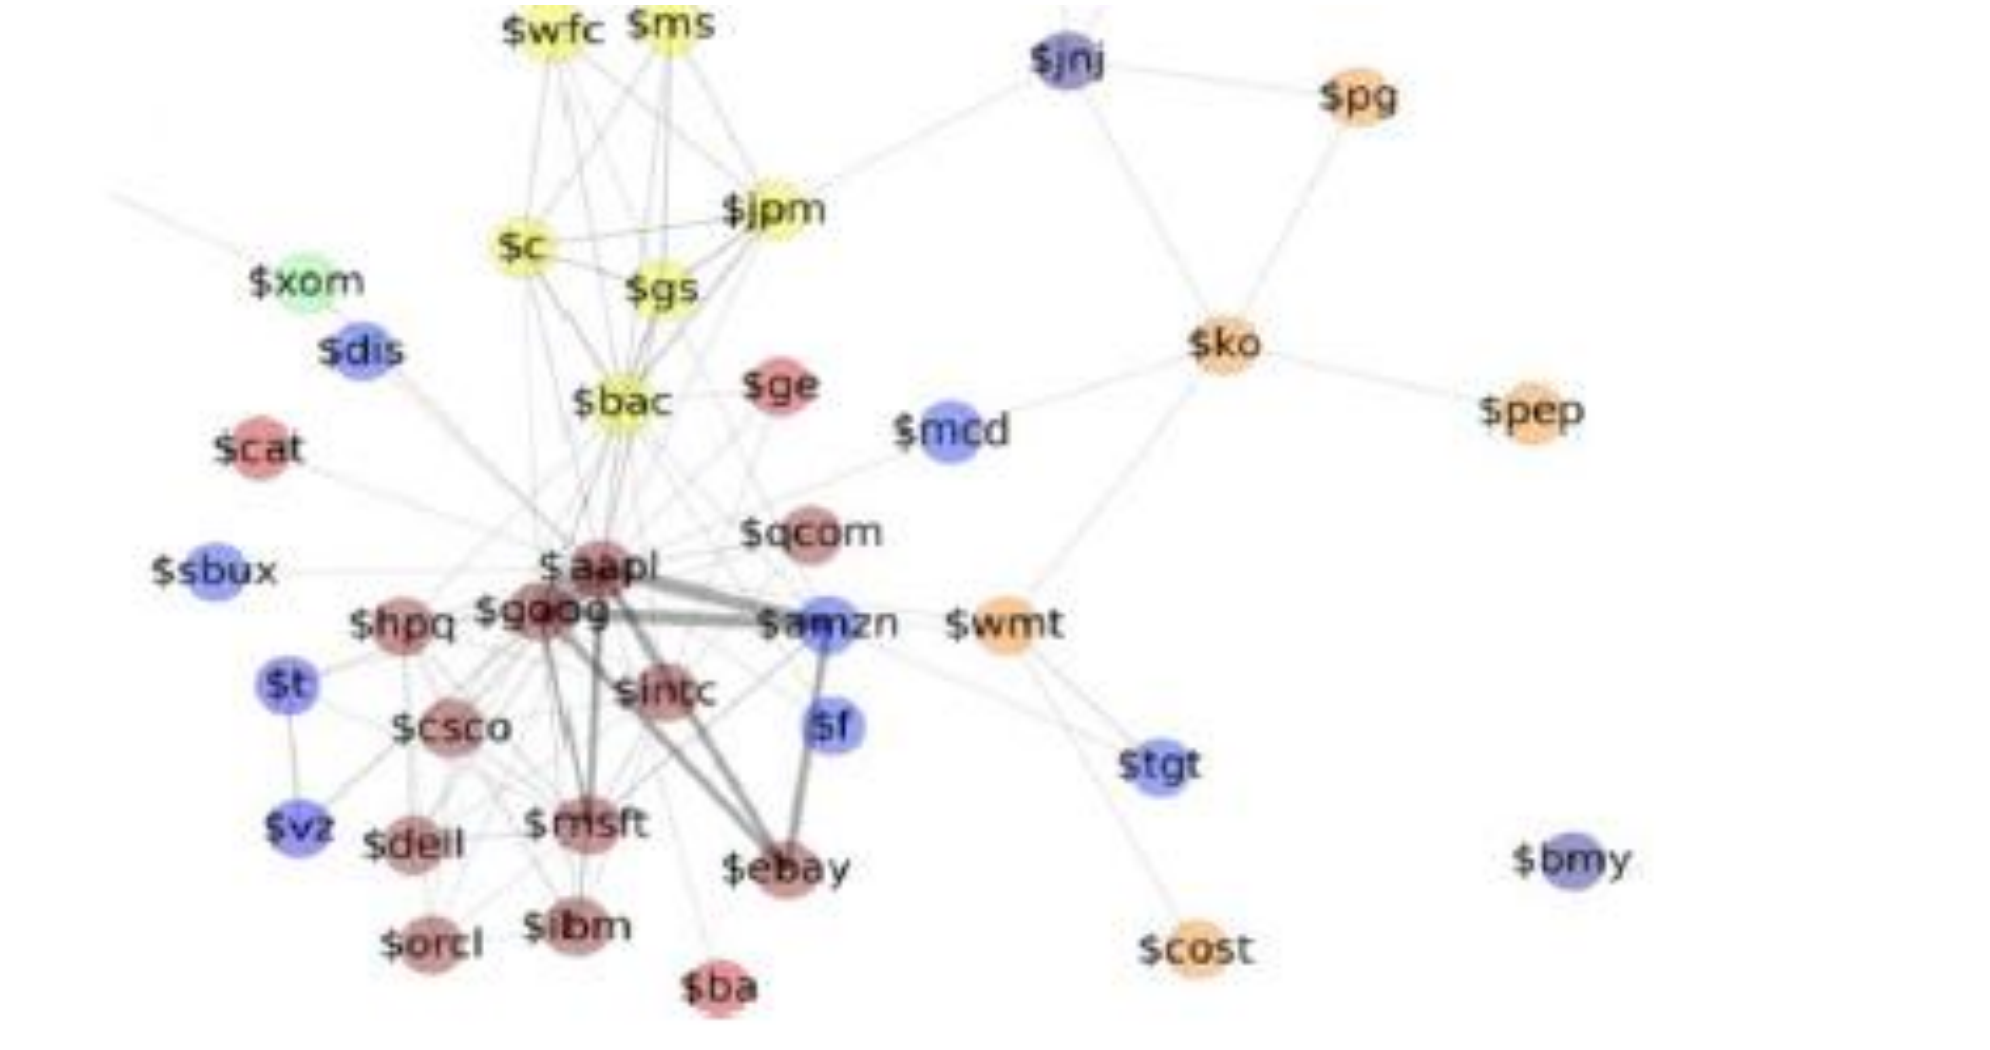 $wfc
$ms
$jnj
$pg
$jpm
$c
$gs
$xom
$dis
$ko
$ge
$bac
$mcd
$pep
$cat
$qcom
$aapl
$sbux
$goog
$hpq
$amzn
$wmt
$t
$intc
$csco
$f
$tgt
$vz
$dell
$msft
$ebay
$bmy
$orcl
$ibm
$cost
$ba